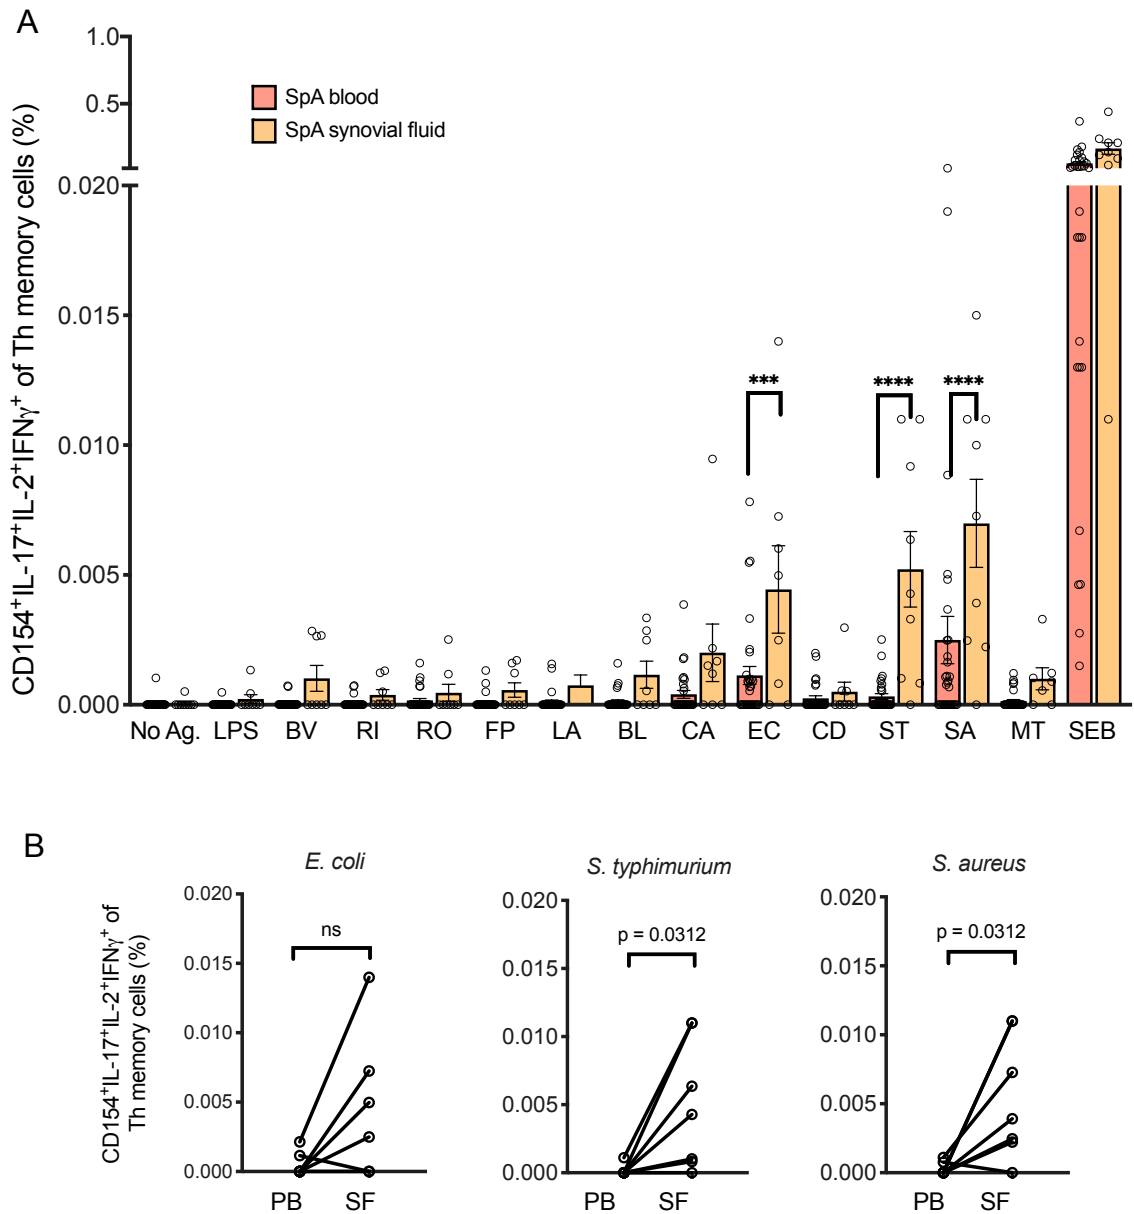 A
CD154⁺IL-17⁺IL-2⁺IFNγ⁺ of Th memory cells (%)
1.0
0.5
0.020
0.015
0.010
0.005
0.000
SpA blood
SpA synovial fluid
*** **** ****
No Ag. LPS BV RI RO FP LA BL CA EC CD ST SA MT SEB
B
CD154⁺IL-17⁺IL-2⁺IFNγ⁺ of
Th memory cells (%)
E. coli
0.020
0.015
0.010
0.005
0.000
ns
PB SF
S. typhimurium
0.020
0.015
0.010
0.005
0.000
p = 0.0312
PB SF
S. aureus
0.020
0.015
0.010
0.005
0.000
p = 0.0312
PB SF